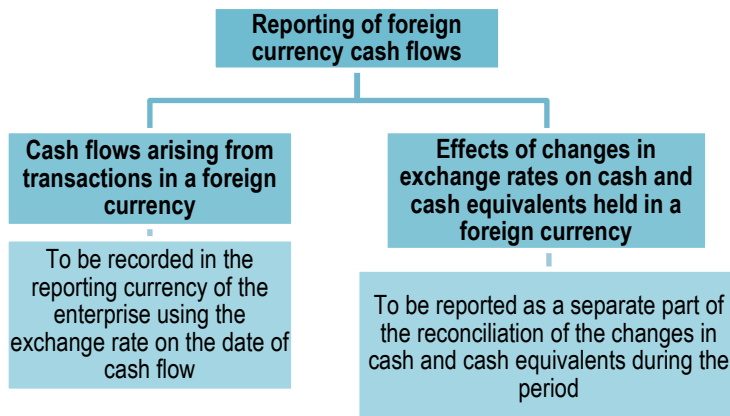 Reporting of foreign
currency cash flows
Cash flows arising from
transactions in a foreign
currency
To be recorded in the
reporting currency of the
enterprise using the
exchange rate on the date of
cash flow
Effects of changes in
exchange rates on cash and
cash equivalents held in a
foreign currency
To be reported as a separate part of
the reconciliation of the changes in
cash and cash equivalents during the
period